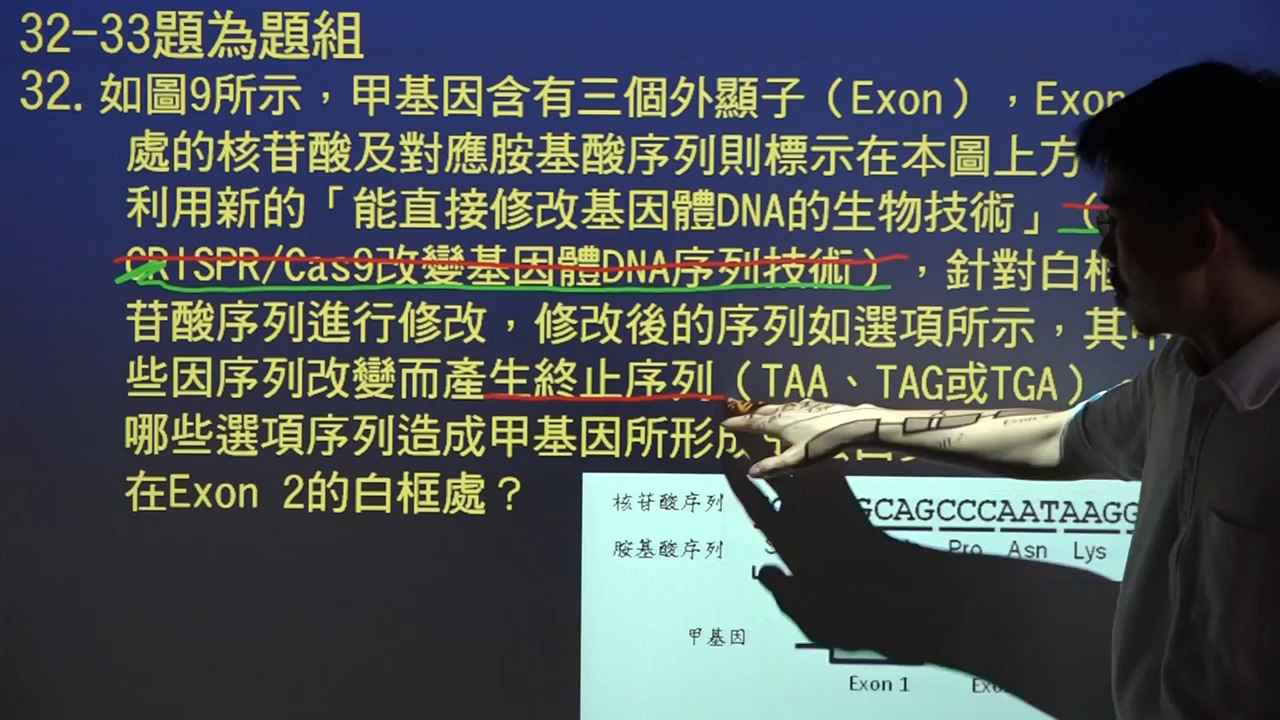 32-33題為題組
32. 如圖9所示，甲基因含有三個外顯子（Exon），Exon
處的核苷酸及對應胺基酸序列則標示在本圖上方
利用新的「能直接修改基因體DNA的生物技術」（
CRISPR/Cas9改變基因體DNA序列技術），針對白框
苷酸序列進行修改，修改後的序列如選項所示，其中
些因序列改變而產生終止序列（TAA、TAG或TGA）。
哪些選項序列造成甲基因所形成
在Exon 2的白框處？
核苷酸序列 GCAGCCCAATAAGG
胺基酸序列 Pro Asn Lys
甲基因
Exon 1